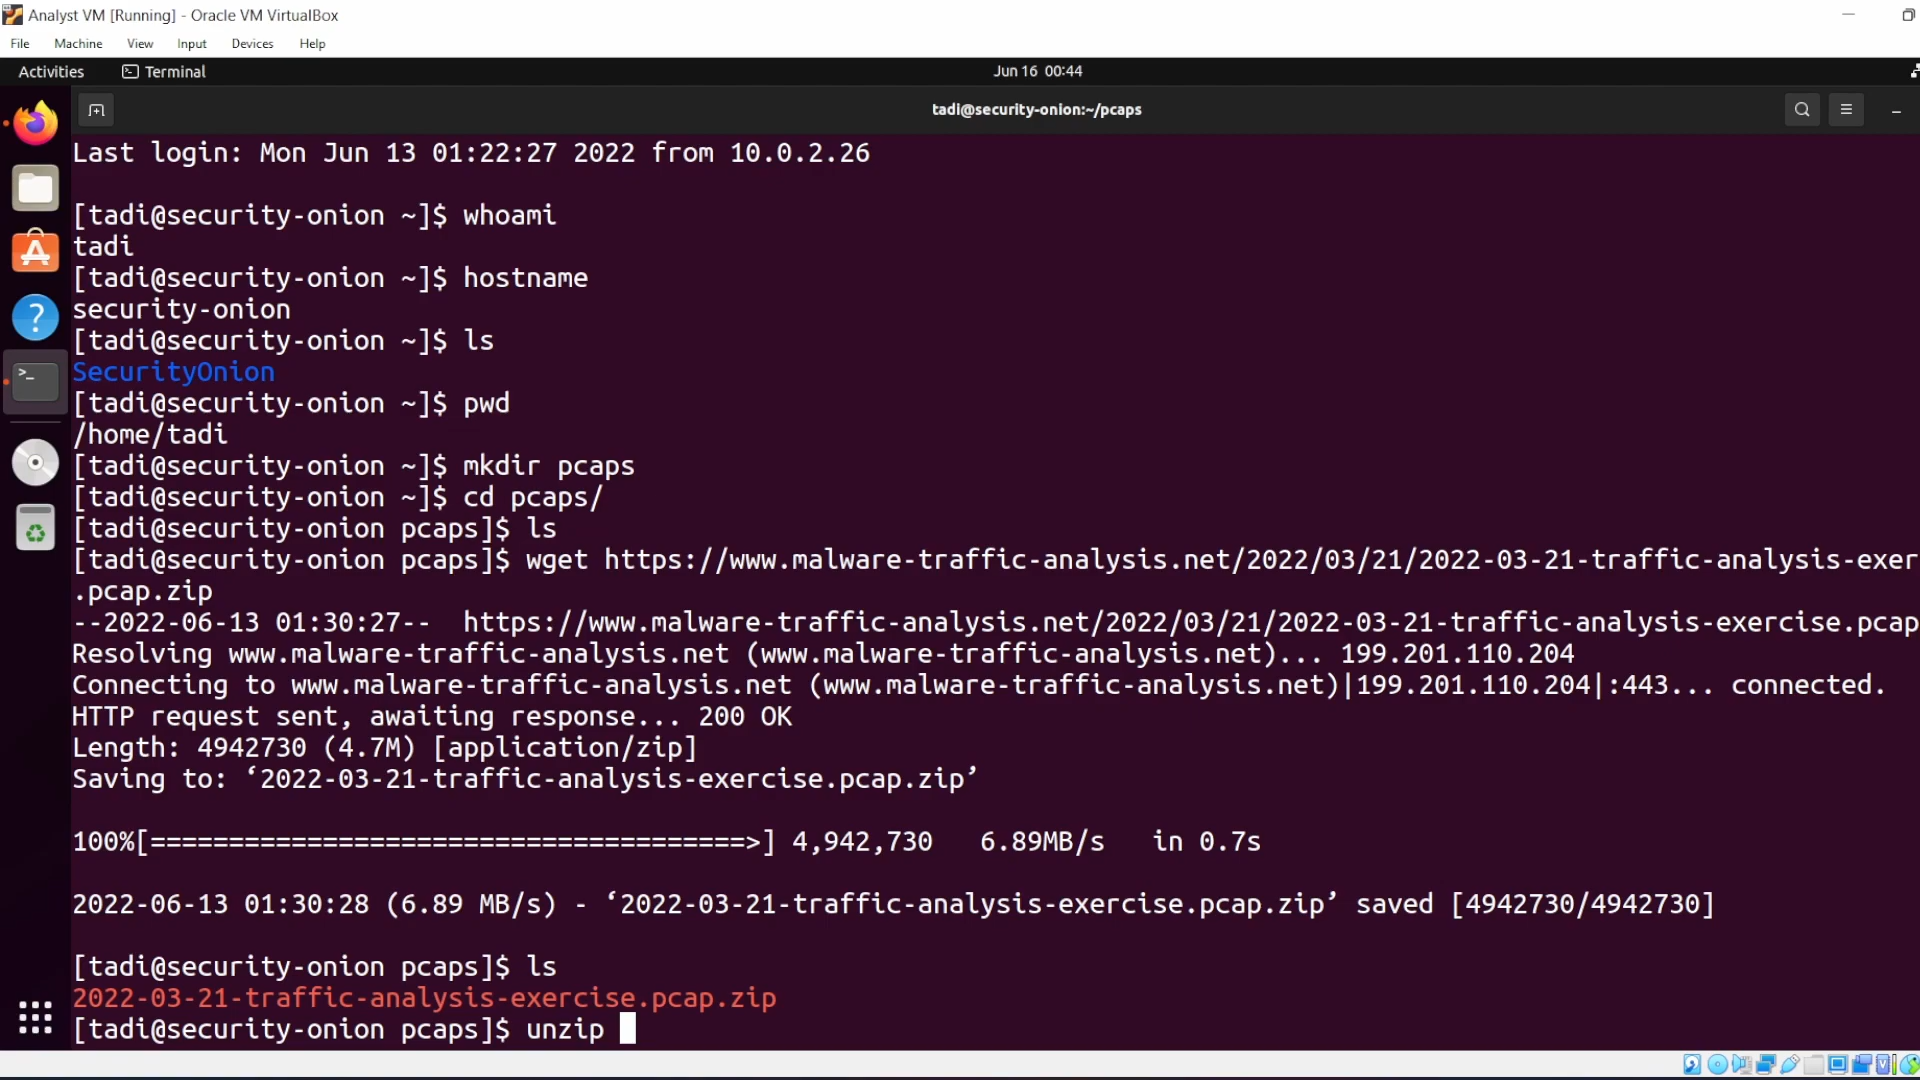 Analyst VM [Running] - Oracle VM VirtualBox
File Machine View Input Devices Help
Activities Terminal Jun 16 00:44
tadi@security-onion:~/pcaps
Last login: Mon Jun 13 01:22:27 2022 from 10.0.2.26
[tadi@security-onion ~]$ whoami
tadi
[tadi@security-onion ~]$ hostname
security-onion
[tadi@security-onion ~]$ ls
SecurityOnion
[tadi@security-onion ~]$ pwd
/home/tadi
[tadi@security-onion ~]$ mkdir pcaps
[tadi@security-onion ~]$ cd pcaps/
[tadi@security-onion pcaps]$ ls
[tadi@security-onion pcaps]$ wget https://www.malware-traffic-analysis.net/2022/03/21/2022-03-21-traffic-analysis-exer
.pcap.zip
--2022-06-13 01:30:27-- https://www.malware-traffic-analysis.net/2022/03/21/2022-03-21-traffic-analysis-exercise.pcap
Resolving www.malware-traffic-analysis.net (www.malware-traffic-analysis.net)... 199.201.110.204
Connecting to www.malware-traffic-analysis.net (www.malware-traffic-analysis.net)|199.201.110.204|:443... connected.
HTTP request sent, awaiting response... 200 OK
Length: 4942730 (4.7M) [application/zip]
Saving to: ‘2022-03-21-traffic-analysis-exercise.pcap.zip’
100%[======================================>] 4,942,730 6.89MB/s in 0.7s
2022-06-13 01:30:28 (6.89 MB/s) - ‘2022-03-21-traffic-analysis-exercise.pcap.zip’ saved [4942730/4942730]
[tadi@security-onion pcaps]$ ls
2022-03-21-traffic-analysis-exercise.pcap.zip
[tadi@security-onion pcaps]$ unzip